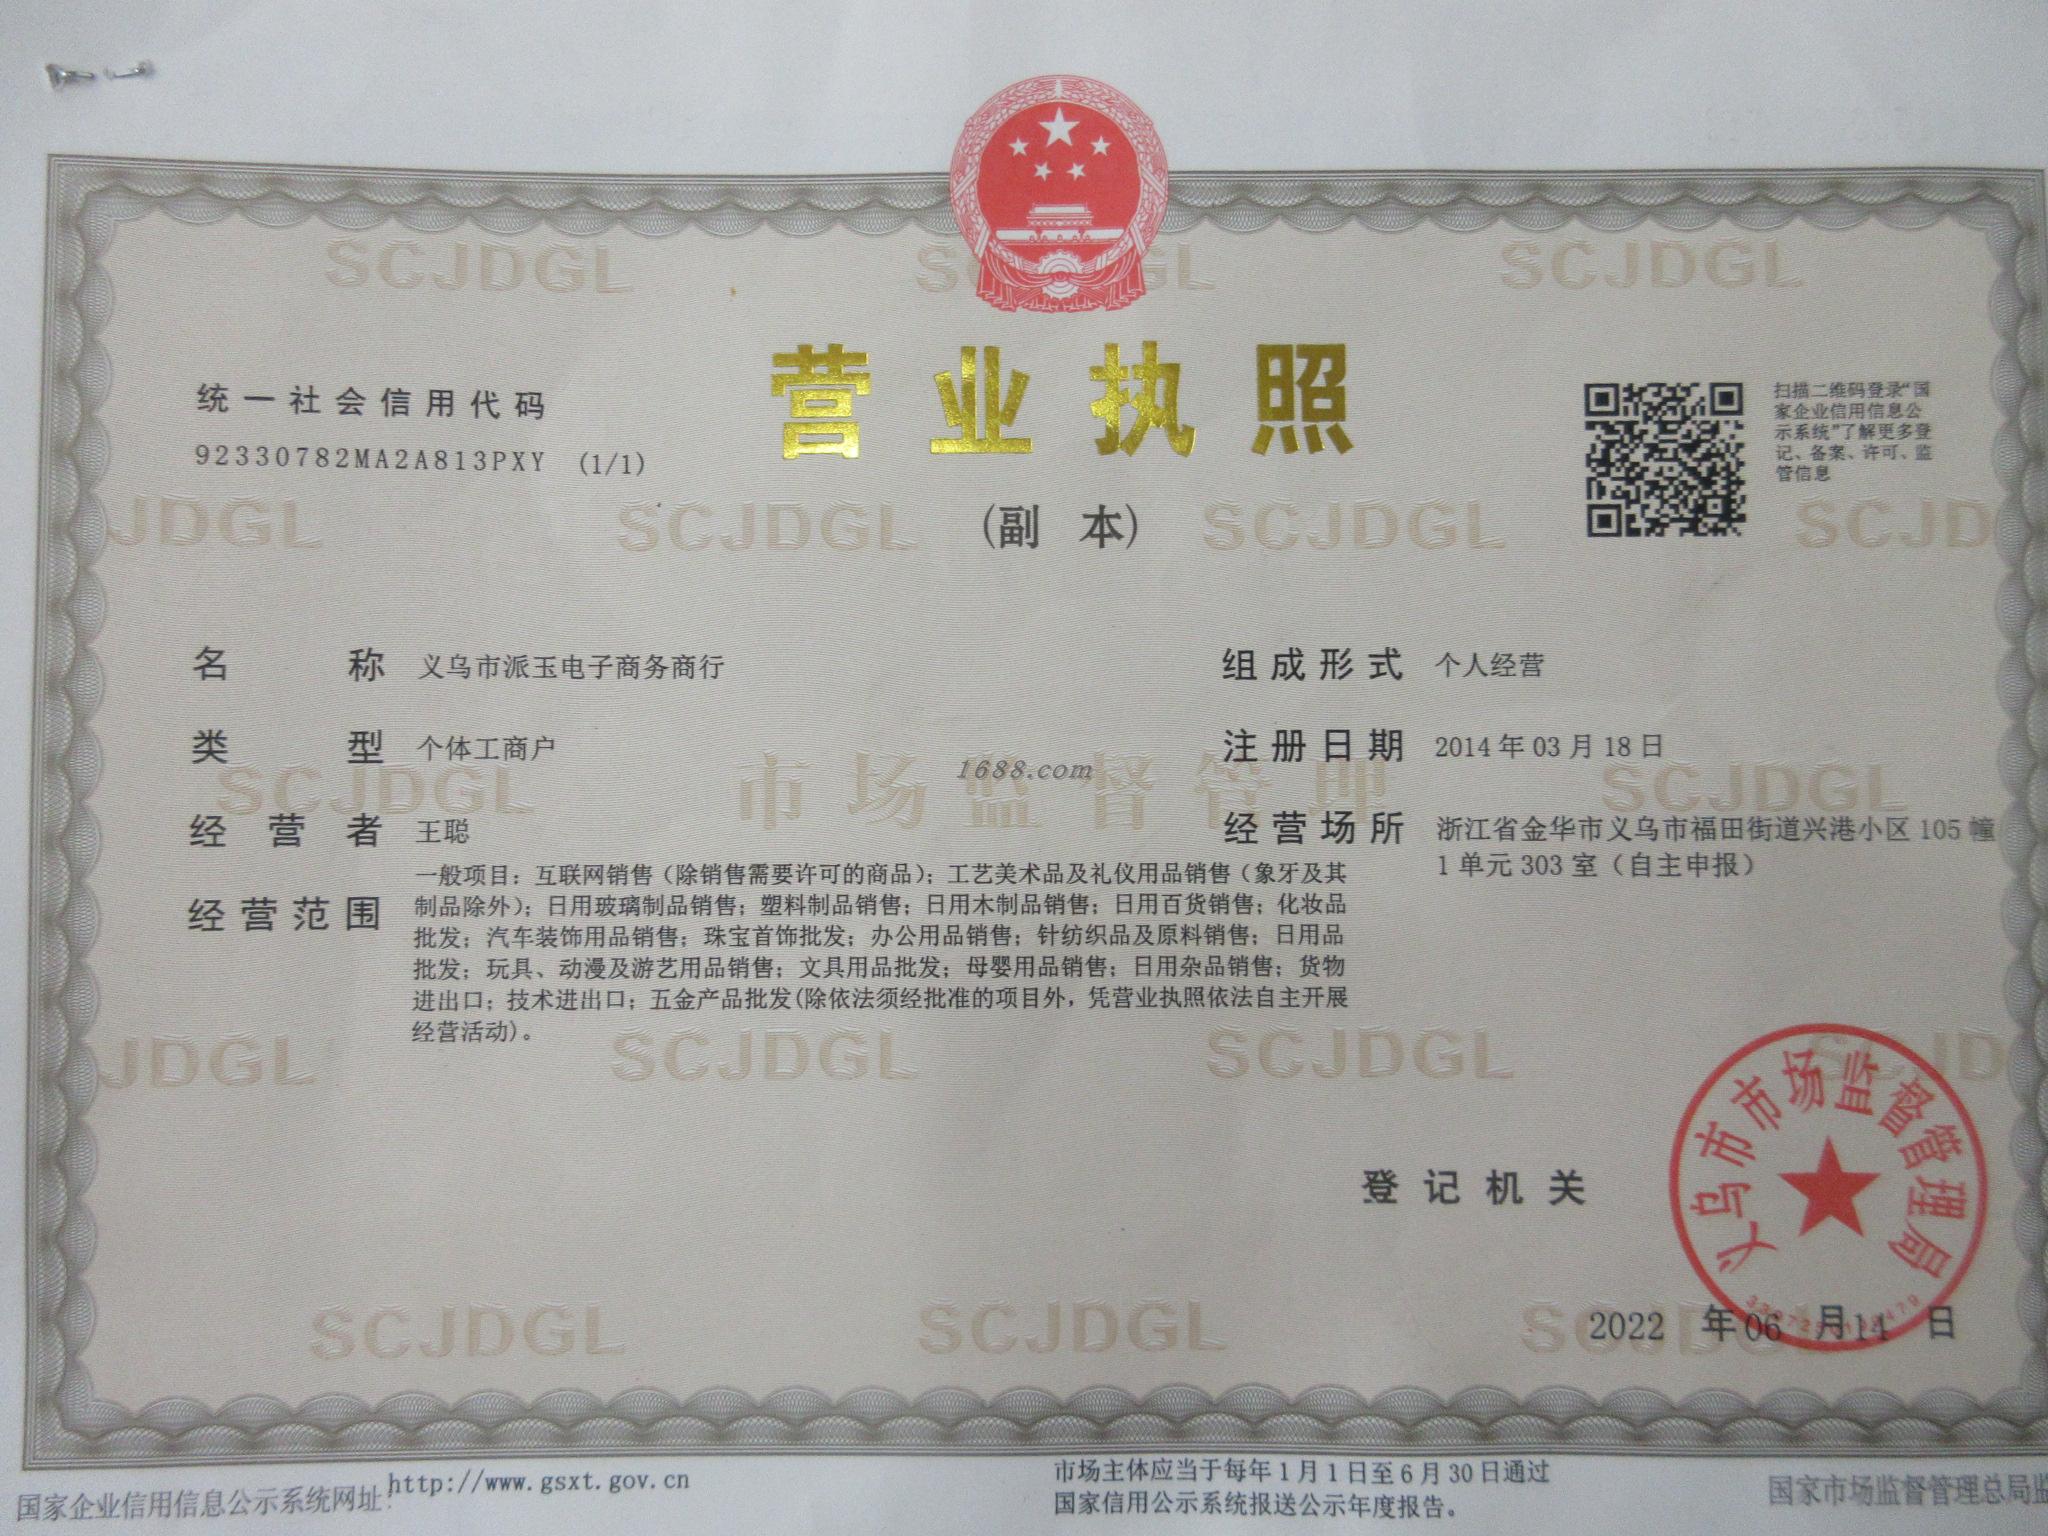 统一社会信用代码
92330782MA2A813PXY (1/1)
营业执照
(副 本)
扫描二维码登录“国
家企业信用信息公
示系统”了解更多登
记、备案、许可、监
管信息
名 称 义乌市派玉电子商务商行
类 型 个体工商户
经 营 者 王聪
经营范围 一般项目：互联网销售（除销售需要许可的商品）；工艺美术品及礼仪用品销售（象牙及其
制品除外）；日用玻璃制品销售；塑料制品销售；日用木制品销售；日用百货销售；化妆品
批发；汽车装饰用品销售；珠宝首饰批发；办公用品销售；针纺织品及原料销售；日用品
批发；玩具、动漫及游艺用品销售；文具用品批发；母婴用品销售；日用杂品销售；货物
进出口；技术进出口；五金产品批发(除依法须经批准的项目外，凭营业执照依法自主开展
经营活动)。
组成形式 个人经营
注册日期 2014 年 03 月 18 日
经营场所 浙江省金华市义乌市福田街道兴港小区 105 幢
1 单元 303 室（自主申报）
1688.com
市场监督管理
SCJDGL
登记机关
义乌市市场监督管理局
2022 年 06 月 14 日
国家企业信用信息公示系统网址：http://www.gsxt.gov.cn
市场主体应当于每年 1 月 1 日至 6 月 30 日通过
国家信用公示系统报送公示年度报告。
国家市场监督管理总局监